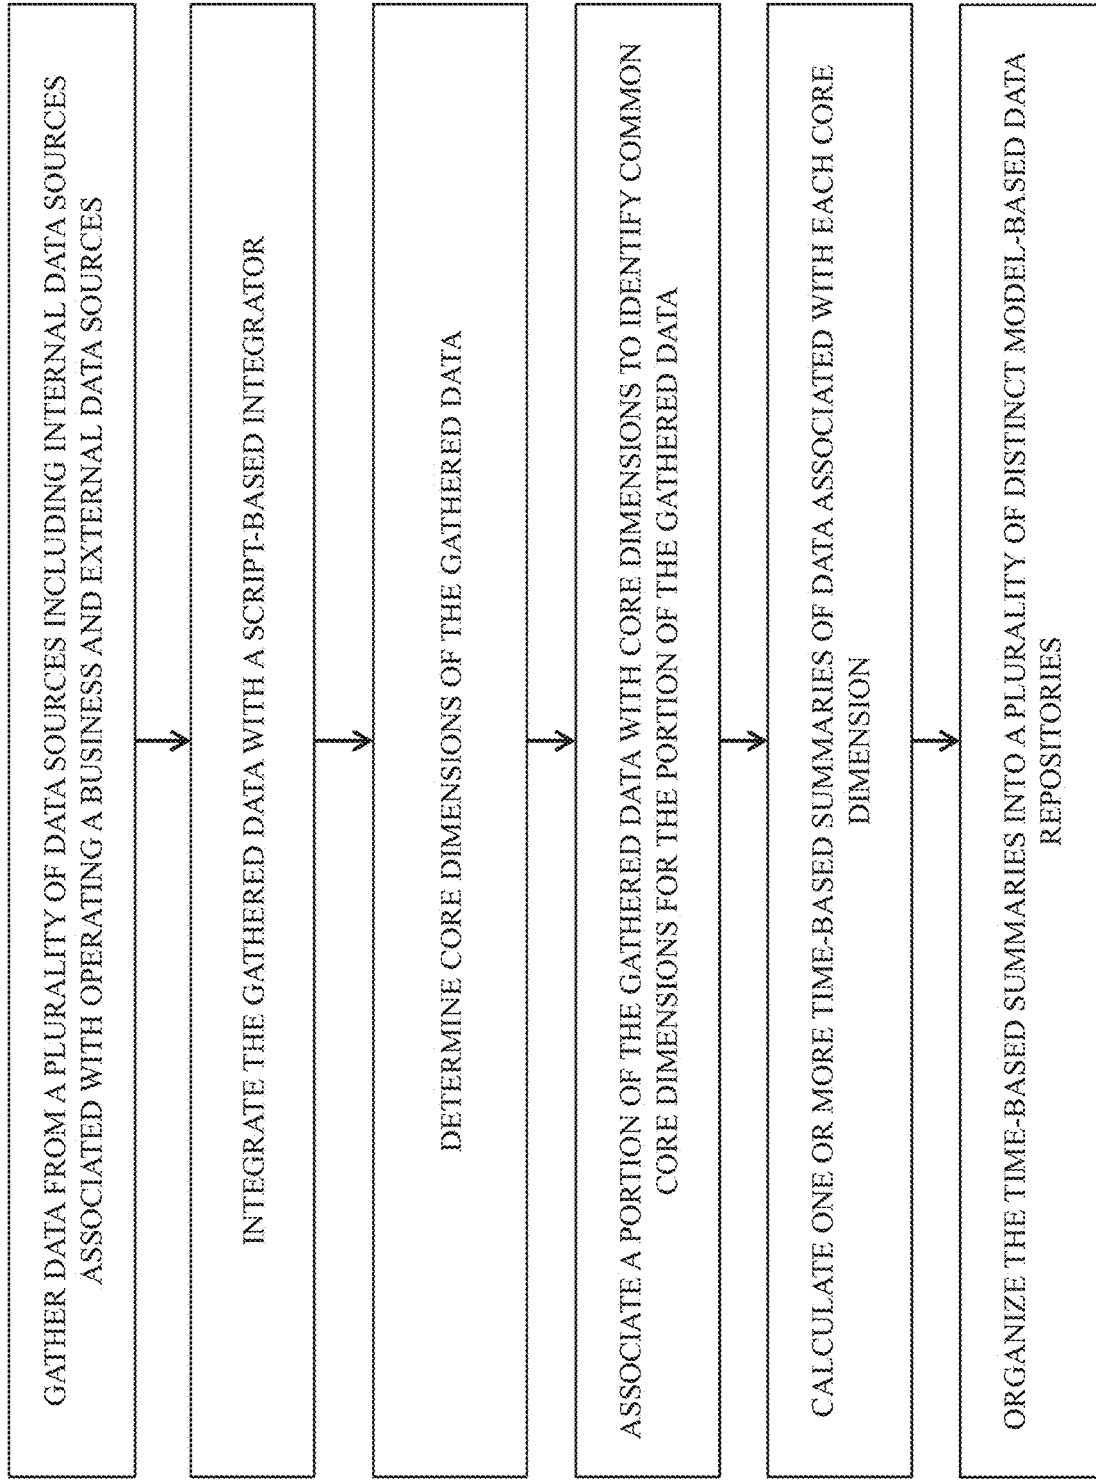 GATHER DATA FROM A PLURALITY OF DATA SOURCES INCLUDING INTERNAL DATA SOURCES
ASSOCIATED WITH OPERATING A BUSINESS AND EXTERNAL DATA SOURCES
INTEGRATE THE GATHERED DATA WITH A SCRIPT-BASED INTEGRATOR
DETERMINE CORE DIMENSIONS OF THE GATHERED DATA
ASSOCIATE A PORTION OF THE GATHERED DATA WITH CORE DIMENSIONS TO IDENTIFY COMMON
CORE DIMENSIONS FOR THE PORTION OF THE GATHERED DATA
CALCULATE ONE OR MORE TIME-BASED SUMMARIES OF DATA ASSOCIATED WITH EACH CORE
DIMENSION
ORGANIZE THE TIME-BASED SUMMARIES INTO A PLURALITY OF DISTINCT MODEL-BASED DATA
REPOSITORIES